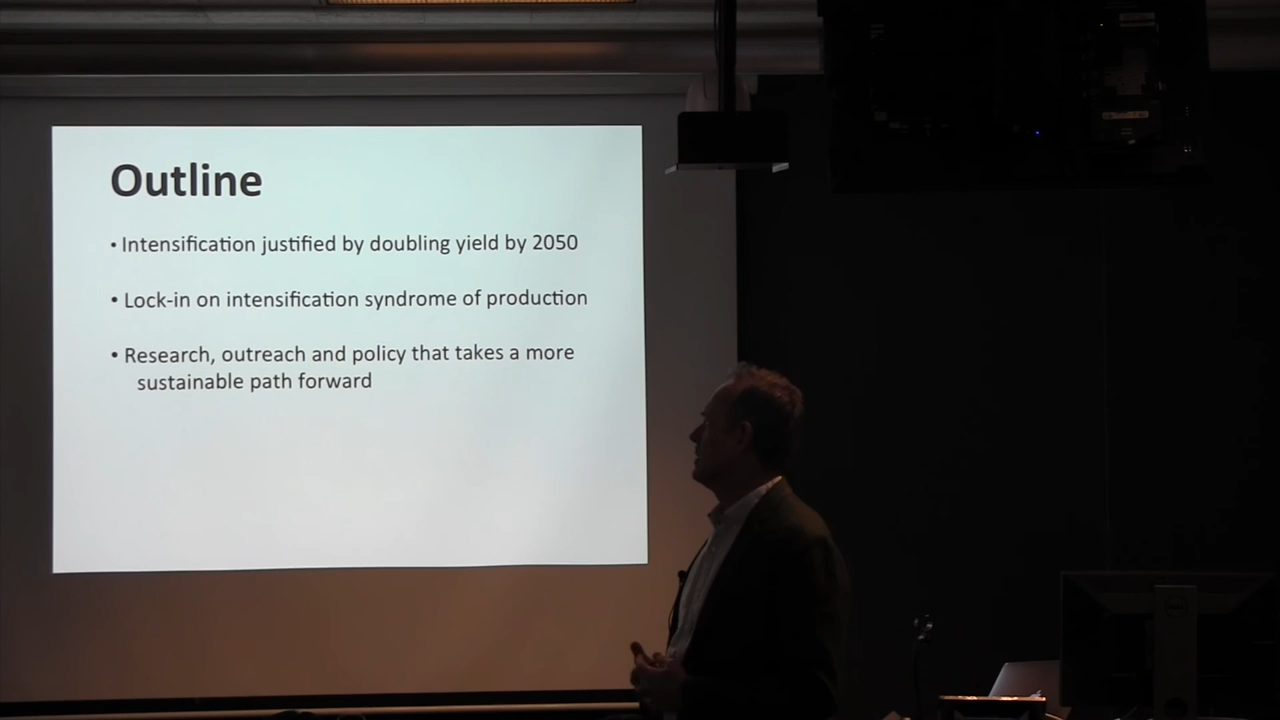 Outline
• Intensification justified by doubling yield by 2050
• Lock-in on intensification syndrome of production
• Research, outreach and policy that takes a more
sustainable path forward